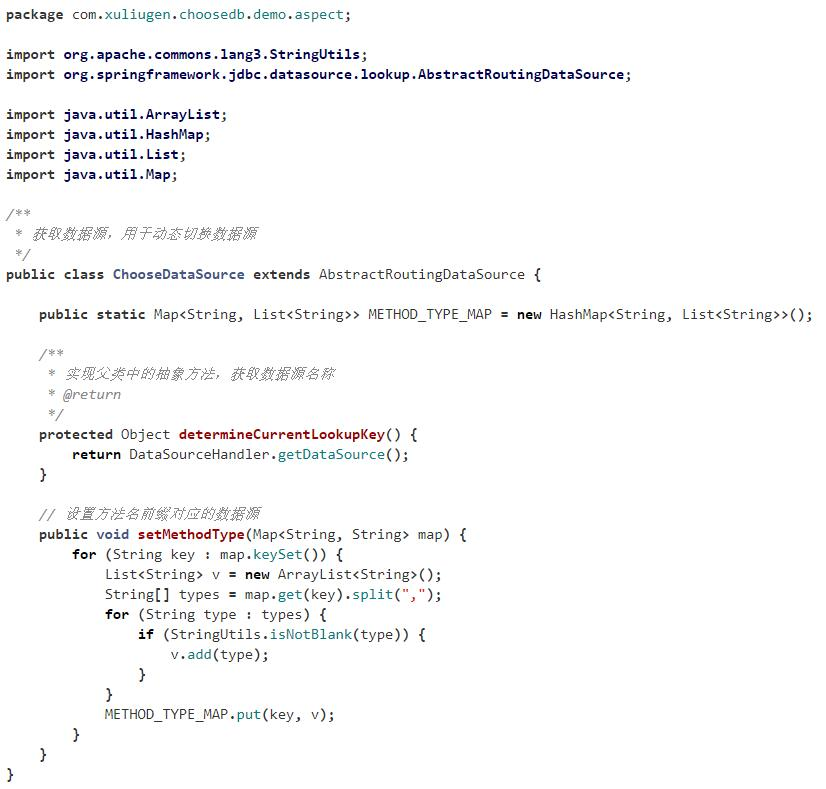 package com.xuliugen.choosedb.demo.aspect;

import org.apache.commons.lang3.StringUtils;
import org.springframework.jdbc.datasource.lookup.AbstractRoutingDataSource;

import java.util.ArrayList;
import java.util.HashMap;
import java.util.List;
import java.util.Map;

/**
 * 获取数据源，用于动态切换数据源
 */
public class ChooseDataSource extends AbstractRoutingDataSource {

    public static Map<String, List<String>> METHOD_TYPE_MAP = new HashMap<String, List<String>>();

    /**
     * 实现父类中的抽象方法，获取数据源名称
     * @return
     */
    protected Object determineCurrentLookupKey() {
        return DataSourceHandler.getDataSource();
    }

    // 设置方法名前缀对应的数据源
    public void setMethodType(Map<String, String> map) {
        for (String key : map.keySet()) {
            List<String> v = new ArrayList<String>();
            String[] types = map.get(key).split(",");
            for (String type : types) {
                if (StringUtils.isNotBlank(type)) {
                    v.add(type);
                }
            }
            METHOD_TYPE_MAP.put(key, v);
        }
    }
}